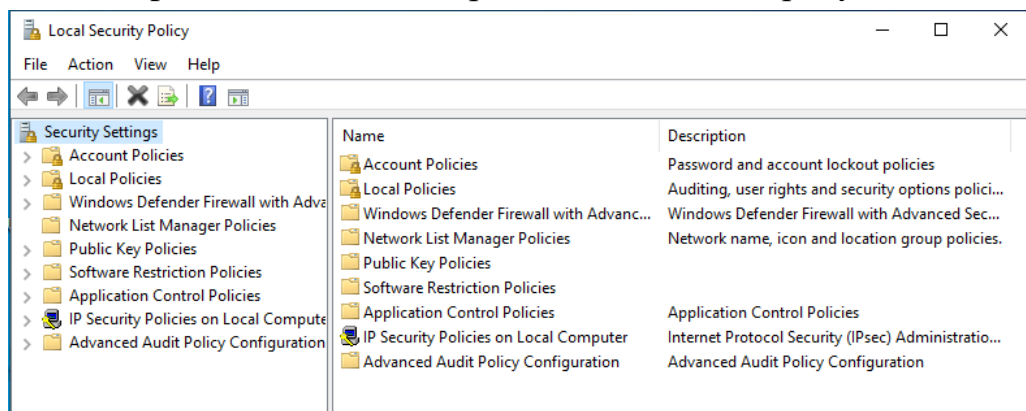 Local Security Policy
File Action View Help
Security Settings
Account Policies
Local Policies
Windows Defender Firewall with Adva
Network List Manager Policies
Public Key Policies
Software Restriction Policies
Application Control Policies
IP Security Policies on Local Compute
Advanced Audit Policy Configuration
Name Description
Account Policies Password and account lockout policies
Local Policies Auditing, user rights and security options polici...
Windows Defender Firewall with Advanc... Windows Defender Firewall with Advanced Sec...
Network List Manager Policies Network name, icon and location group policies.
Public Key Policies
Software Restriction Policies
Application Control Policies Application Control Policies
IP Security Policies on Local Computer Internet Protocol Security (IPsec) Administratio...
Advanced Audit Policy Configuration Advanced Audit Policy Configuration